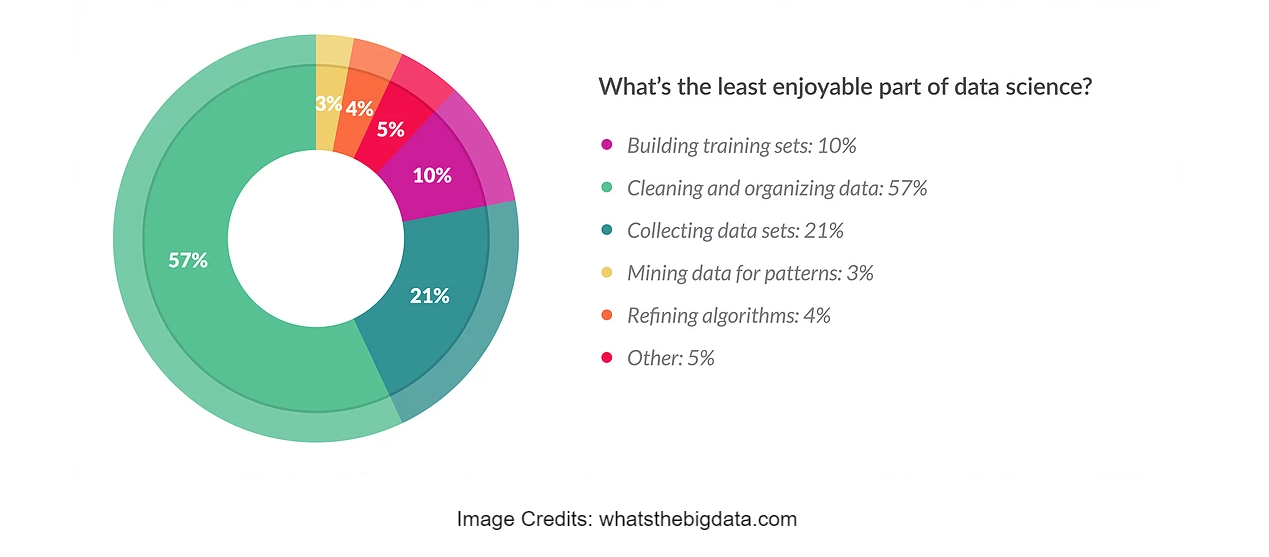 3%
4%
5%
10%
57%
21%
What's the least enjoyable part of data science?
Building training sets: 10%
Cleaning and organizing data: 57%
Collecting data sets: 21%
Mining data for patterns: 3%
Refining algorithms: 4%
Other: 5%
Image Credits: whatsthebigdata.com